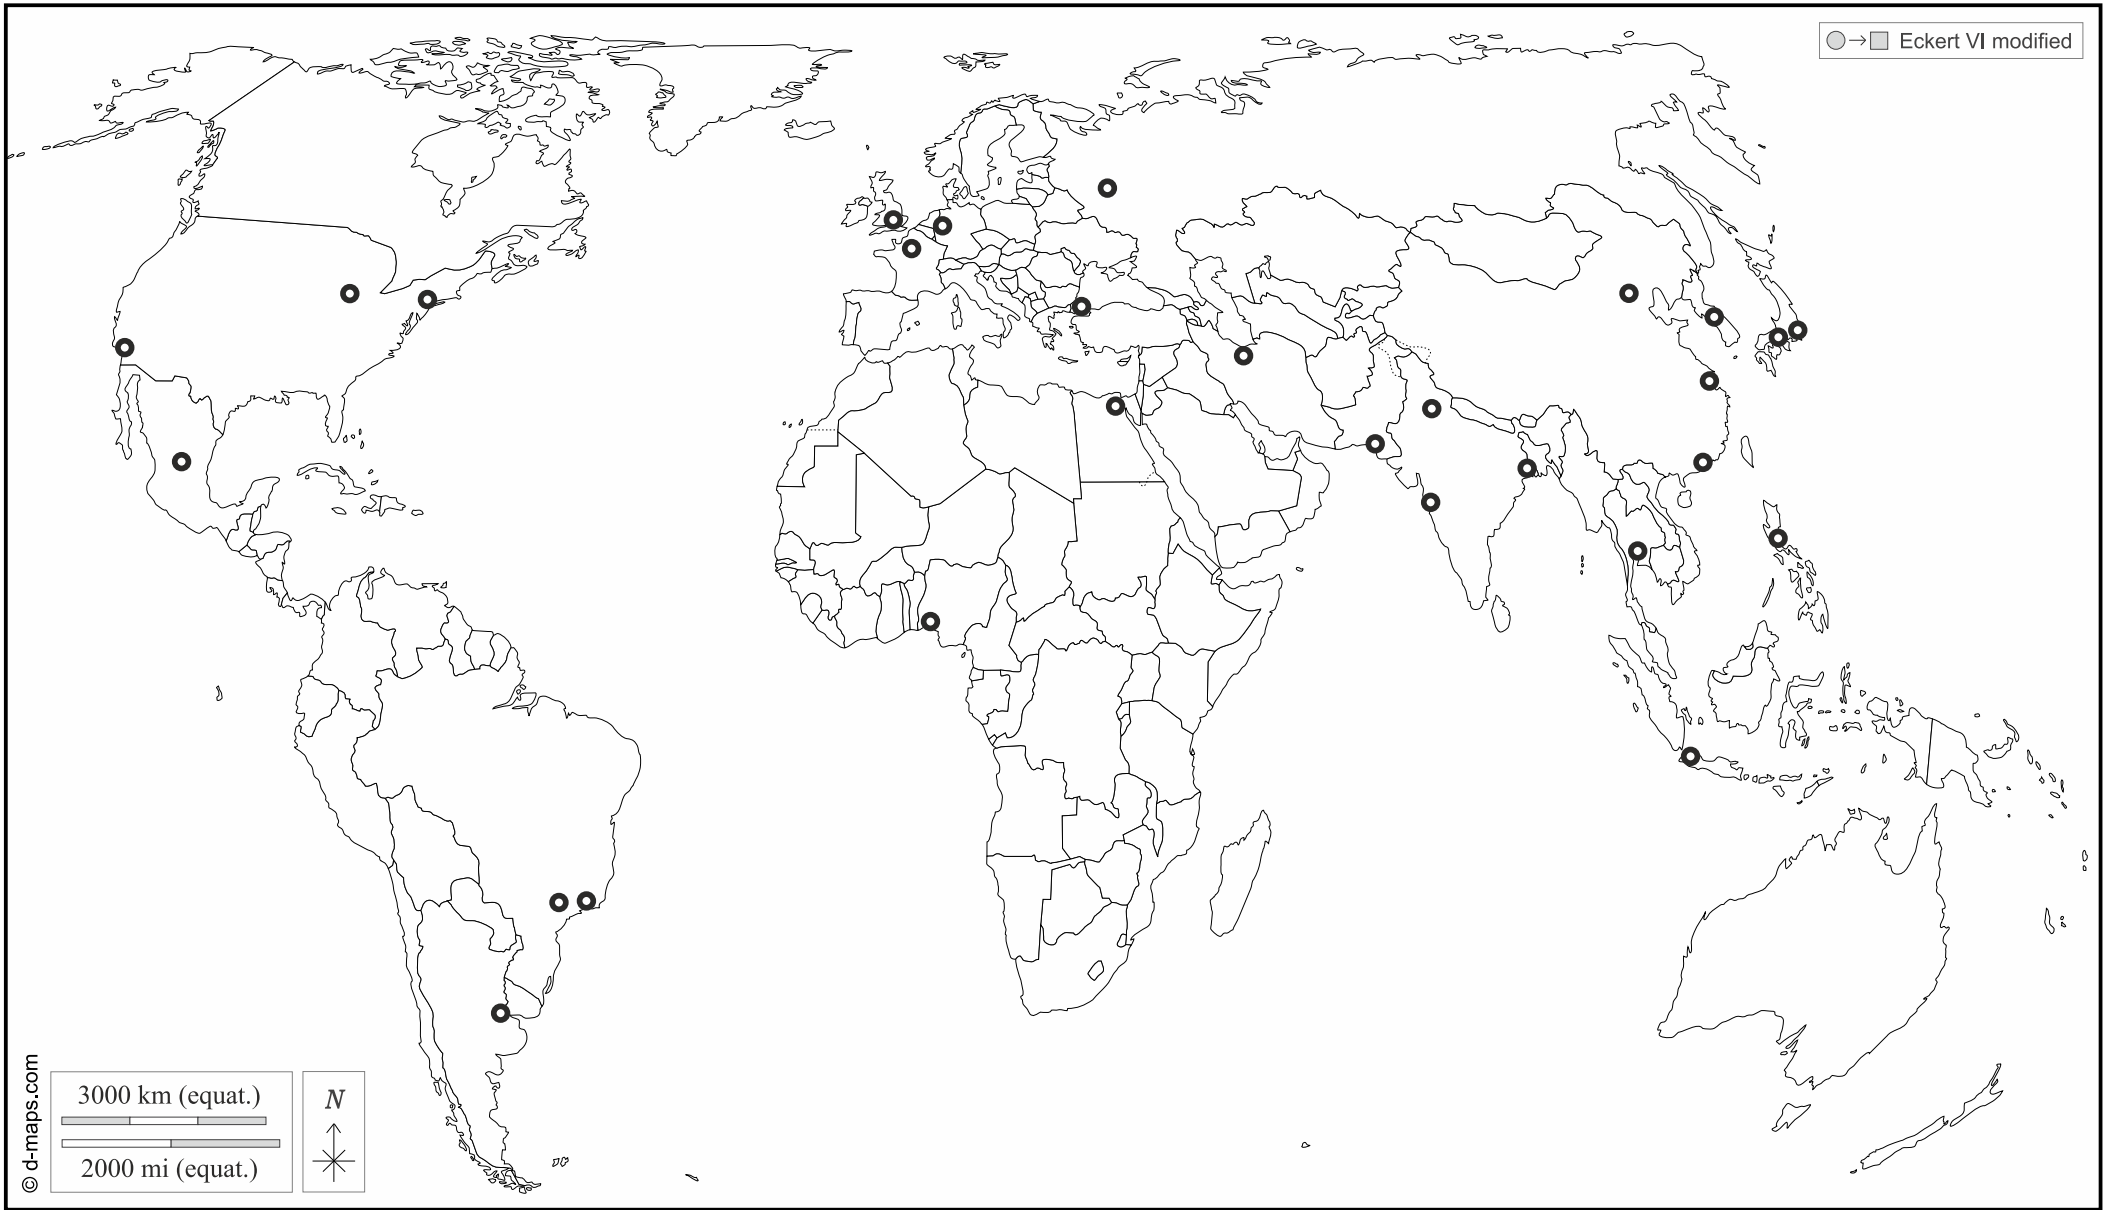 Eckert VI modified
3000 km (equat.)
2000 mi (equat.)
N
© d-maps.com